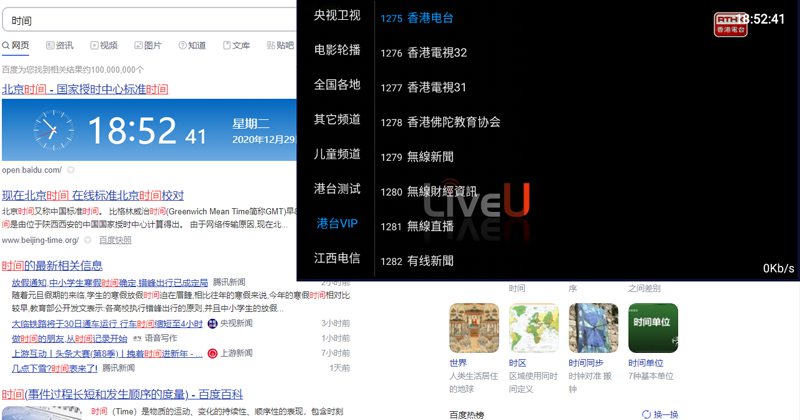 时间
网页 资讯 视频 图片 知道 文库 贴吧
百度为您找到相关结果约100,000,000个
北京时间 - 国家授时中心标准时间
18:52 41
星期二
2020年12月29
open.baidu.com/
现在北京时间 在线标准北京时间校对
北京时间又称中国标准时间。 比格林威治时间(Greenwich Mean Time简称GMT)早
间是由位于陕西西安的中国国家授时中心计算得出。 由于网络传输原因,现在北...
www.beijing-time.org/ 百度快照
时间的最新相关信息
放假通知,中小学生寒假时间确定,错峰出行已成定局 腾讯新闻 2小时前
随着元旦假期的来临,学生的寒假放假时间迫在眉睫,相比往年的寒假来说,今年的寒假时间相对比
较早,教育部公开发文表示:各高校执行错峰出行的原则,并且中小学生的放假...
大临铁路将于30日通车运行 行车时间缩短至4小时 央视新闻 3小时前
做时间的朋友,从时间记录开始 语音写作 1小时前
上游互动丨头条大赛(第8季)丨拽着时间进新年 - ... 上游新闻 7小时前
几点下雪?时间表来了! 腾讯新闻 1天前
时间(事件过程长短和发生顺序的度量) - 百度百科
时间（Time）是物质的运动、变化的持续性、顺序性的表现，包含时刻
央视卫视
电影轮播
全国各地
其它频道
儿童频道
港台测试
港台VIP
江西电信
1275 香港電台
1276 香港電視32
1277 香港電視31
1278 香港佛陀教育协会
1279 無線新聞
1280 無線財經資訊
1281 無線直播
1282 有线新聞
RTH
香港電台
18:52:41
LiveU
0Kb/s
时间 序 之间差别
时间单位
世界 时区 时间同步 时间单位
人类生活居住的地球
区域使用同时间定义
时钟对准 搬钟
7种基本单位
百度热榜 换一换